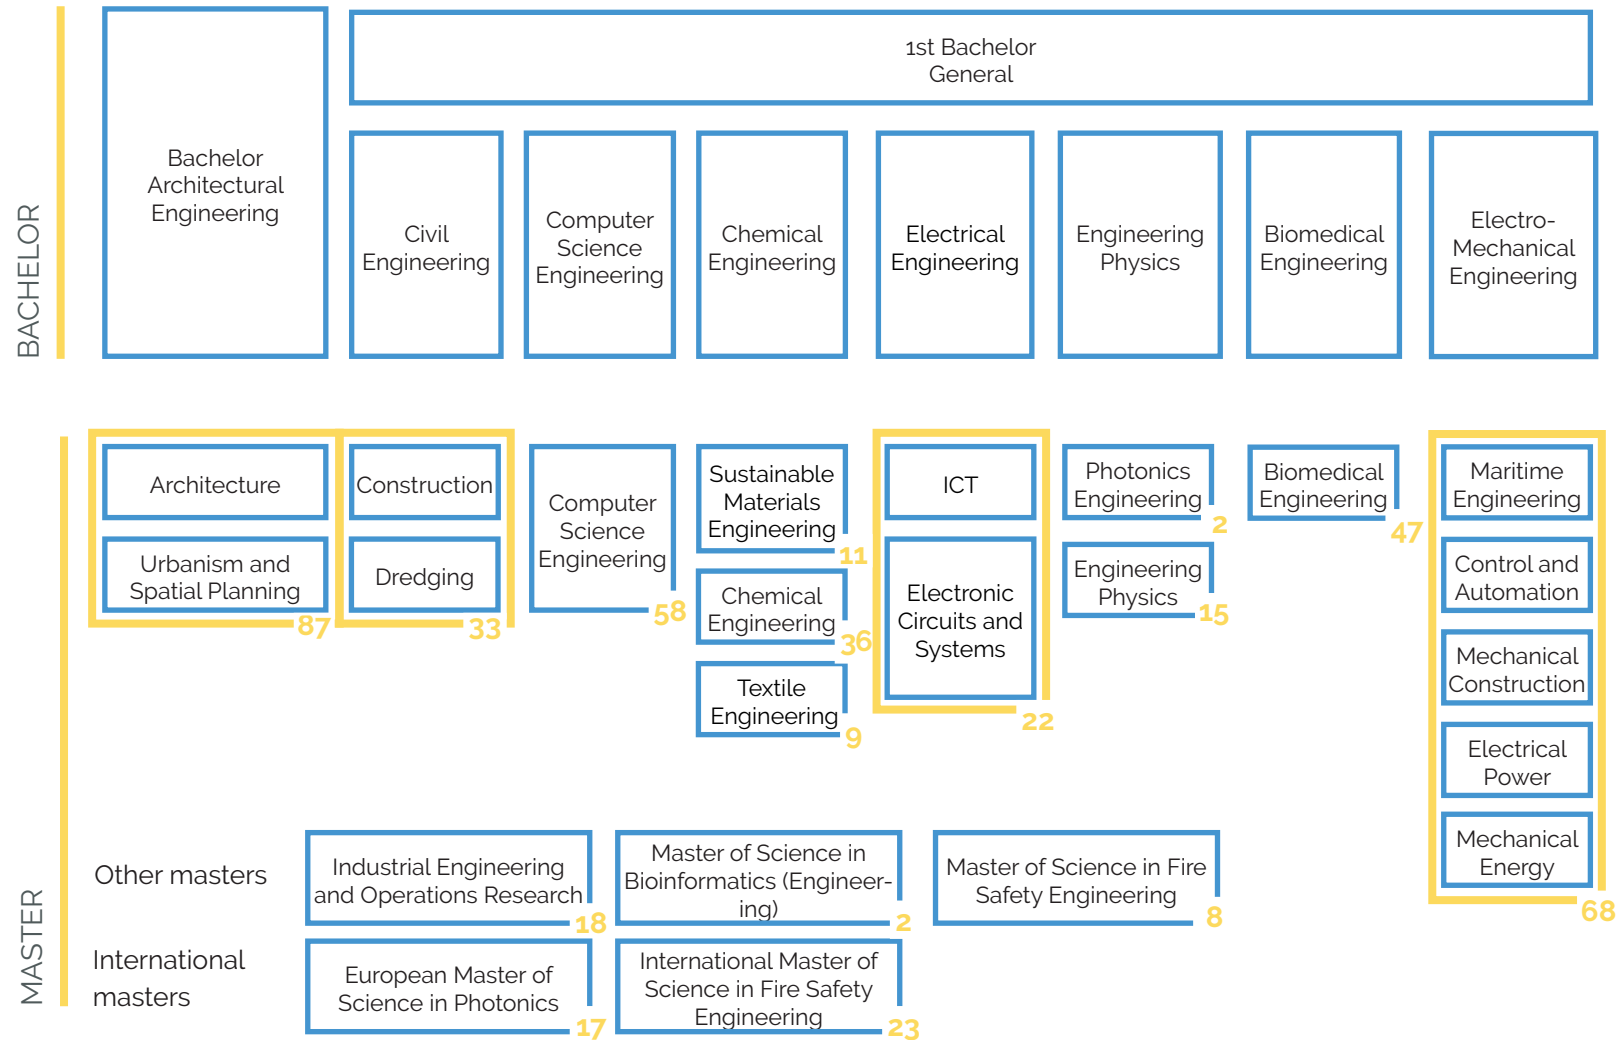 BACHELOR
Bachelor
Architectural
Engineering
1st Bachelor
General
Civil
Engineering
Computer
Science
Engineering
Chemical
Engineering
Electrical
Engineering
Engineering
Physics
Biomedical
Engineering
Electro-
Mechanical
Engineering
MASTER
Architecture
Urbanism and
Spatial Planning
87
Construction
Dredging
33
Computer
Science
Engineering
58
Sustainable
Materials
Engineering
11
Chemical
Engineering
36
Textile
Engineering
9
ICT
Electronic
Circuits and
Systems
22
Photonics
Engineering
2
Engineering
Physics
15
Biomedical
Engineering
47
Maritime
Engineering
Control and
Automation
Mechanical
Construction
Electrical
Power
Mechanical
Energy
68
Other masters
Industrial Engineering
and Operations Research
18
Master of Science in
Bioinformatics (Engineer-
ing)
2
Master of Science in Fire
Safety Engineering
8
International
masters
European Master of
Science in Photonics
17
International Master of
Science in Fire Safety
Engineering
23